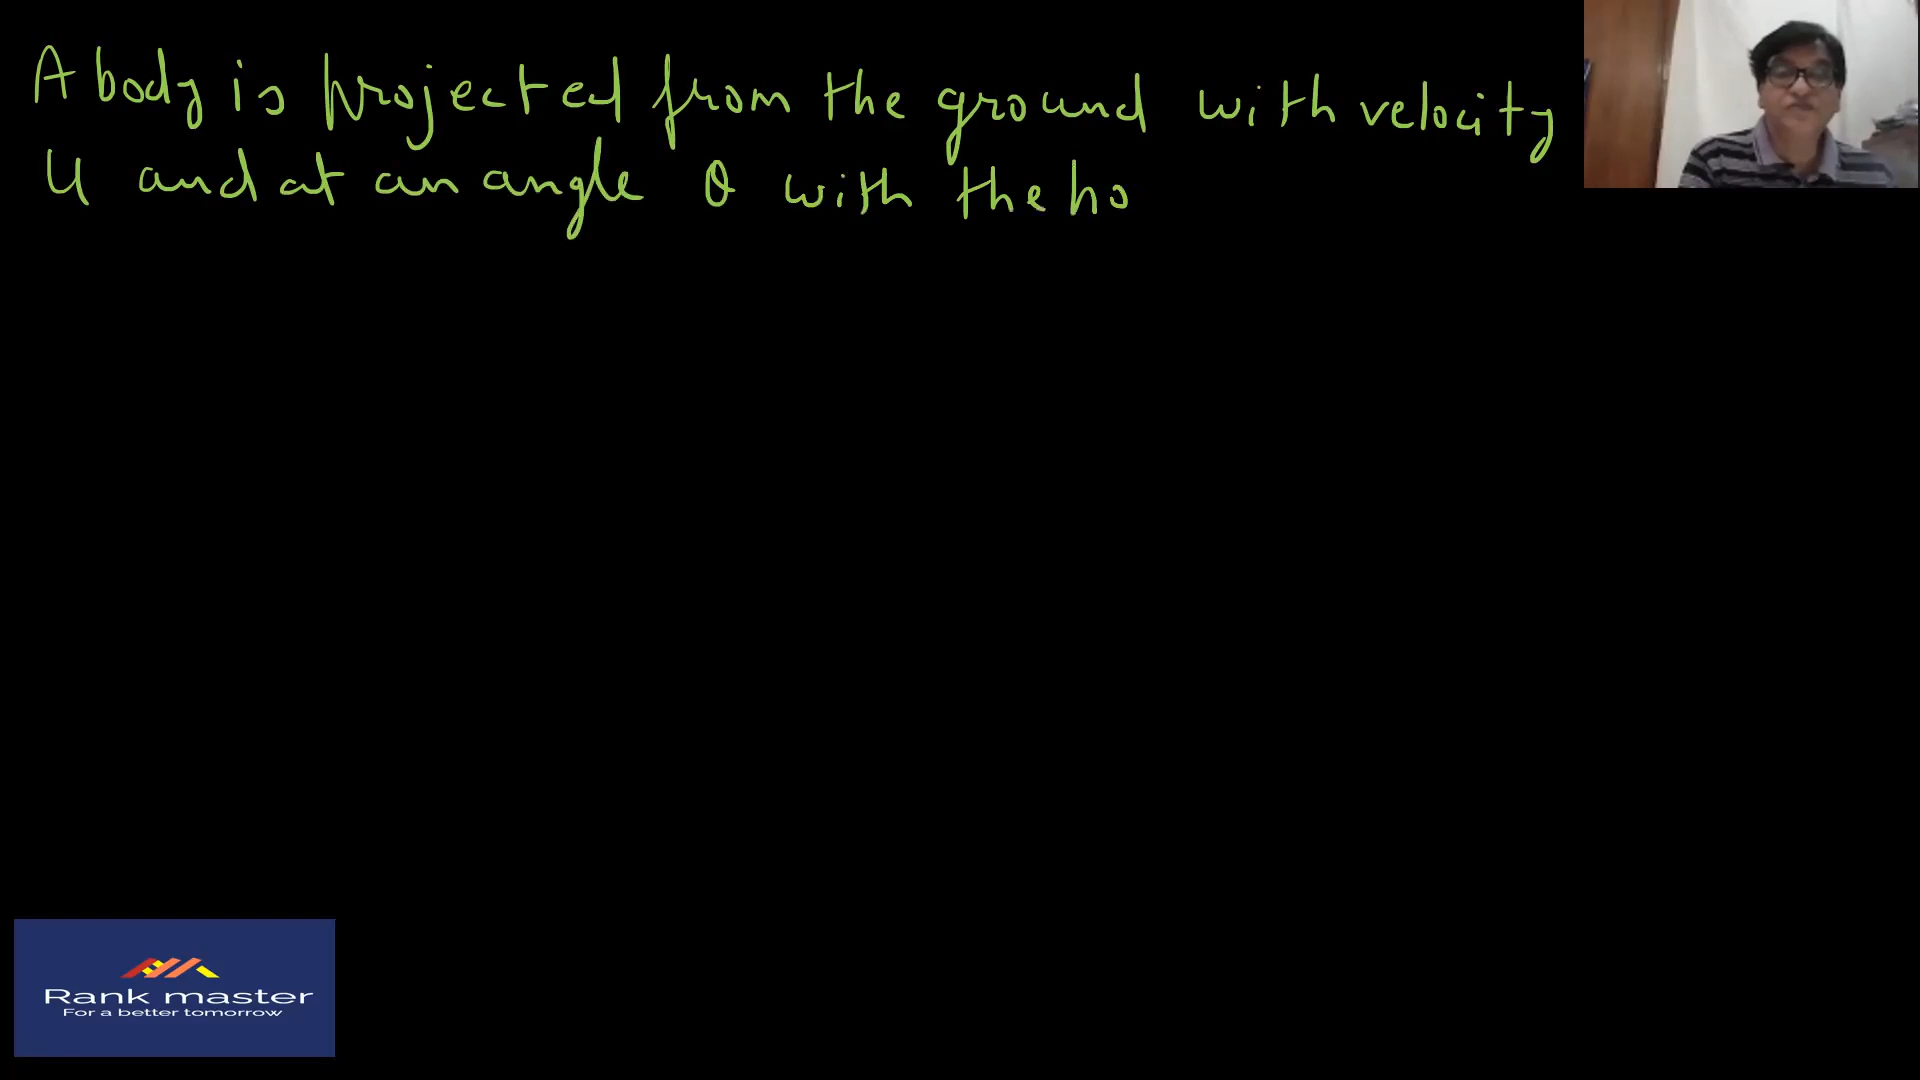 A body is projected from the ground with velocity
u and at an angle θ with the ho
Rank master
For a better tomorrow